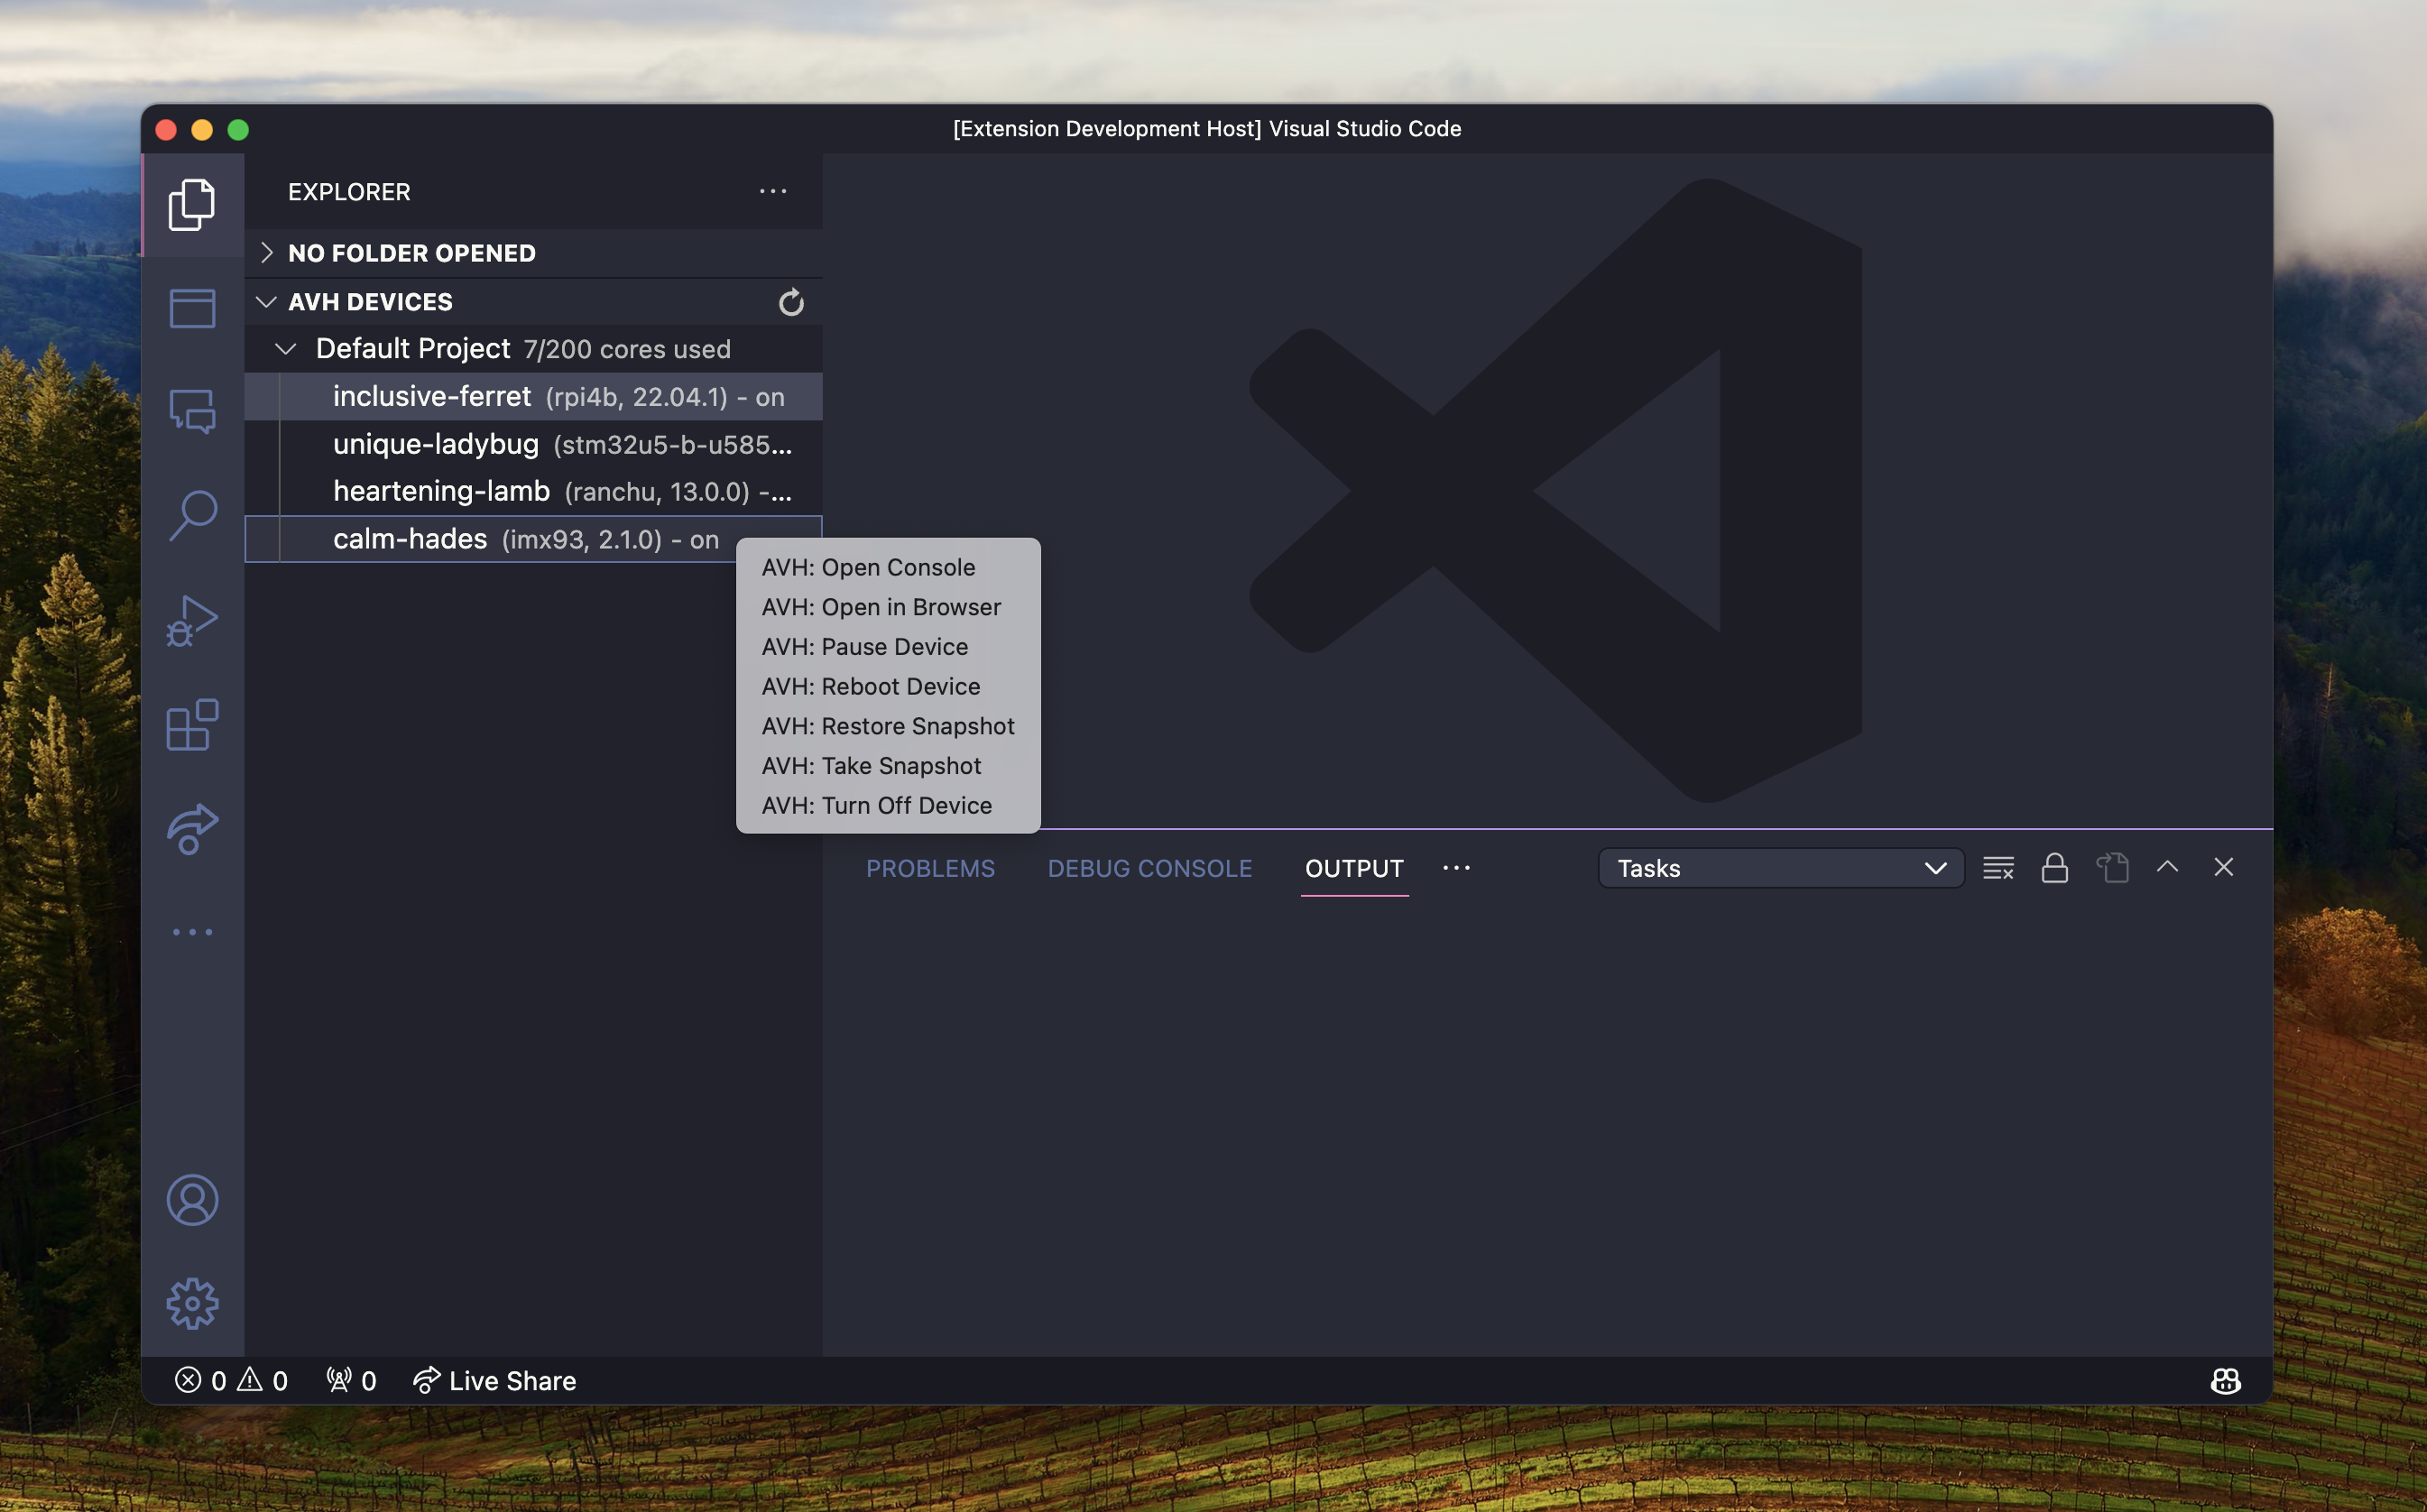 [Extension Development Host] Visual Studio Code
EXPLORER
NO FOLDER OPENED
AVH DEVICES
Default Project 7/200 cores used
inclusive-ferret (rpi4b, 22.04.1) - on
unique-ladybug (stm32u5-b-u585...
heartening-lamb (ranchu, 13.0.0) -...
calm-hades (imx93, 2.1.0) - on
AVH: Open Console
AVH: Open in Browser
AVH: Pause Device
AVH: Reboot Device
AVH: Restore Snapshot
AVH: Take Snapshot
AVH: Turn Off Device
PROBLEMS DEBUG CONSOLE OUTPUT ... Tasks
0 0 0 Live Share